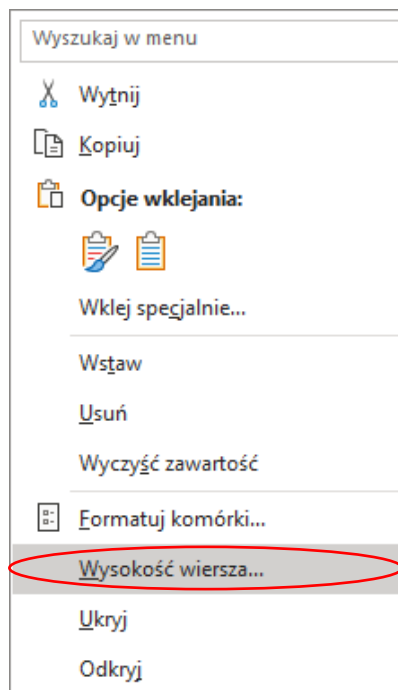 Wyszukaj w menu
Wytnij
Kopiuj
Opcje wklejania:
Wklej specjalnie...
Wstaw
Usuń
Wyczyść zawartość
Formatuj komórki...
Wysokość wiersza...
Ukryj
Odkryj